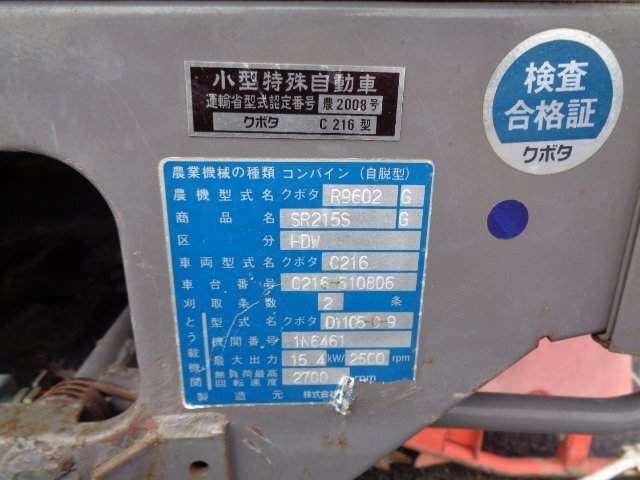 小型特殊自動車
運輸省型式認定番号 農2008号
クボタ C216型
検査
合格証
クボタ
農業機械の種類 コンバイン(自脱型)
農機型式名 クボタ R9602 G
商品名 SR215S G
区分 HDW
車両型式名 クボタ C216
車台番号 C216-510806
刈取条数 2 条
とう載機関
型式名 クボタ D1105- -9
機関番号 1N6461
最大出力 15.4 kW/ 2500 rpm
無負荷最高回転速度 2700 rpm
製造元 株式会社